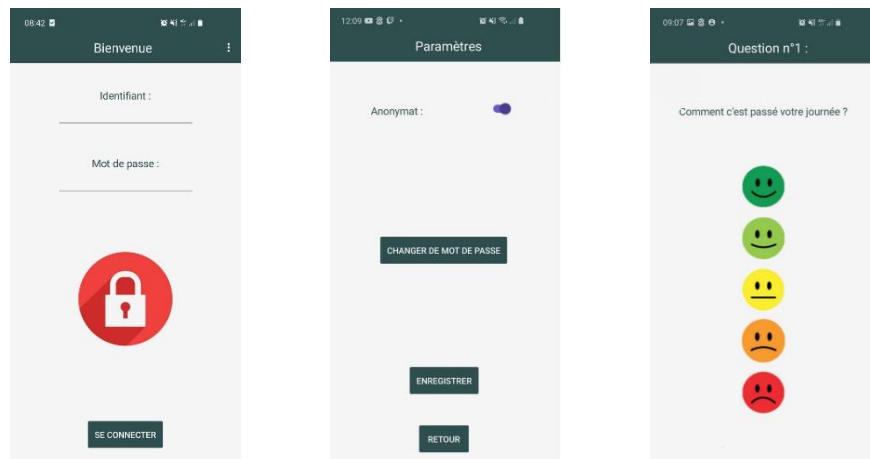 08:42
Bienvenue
Identifiant :
Mot de passe :
SE CONNECTER
12:09
Paramètres
Anonymat :
CHANGER DE MOT DE PASSE
ENREGISTRER
RETOUR
09:07
Question n°1 :
Comment c'est passé votre journée ?